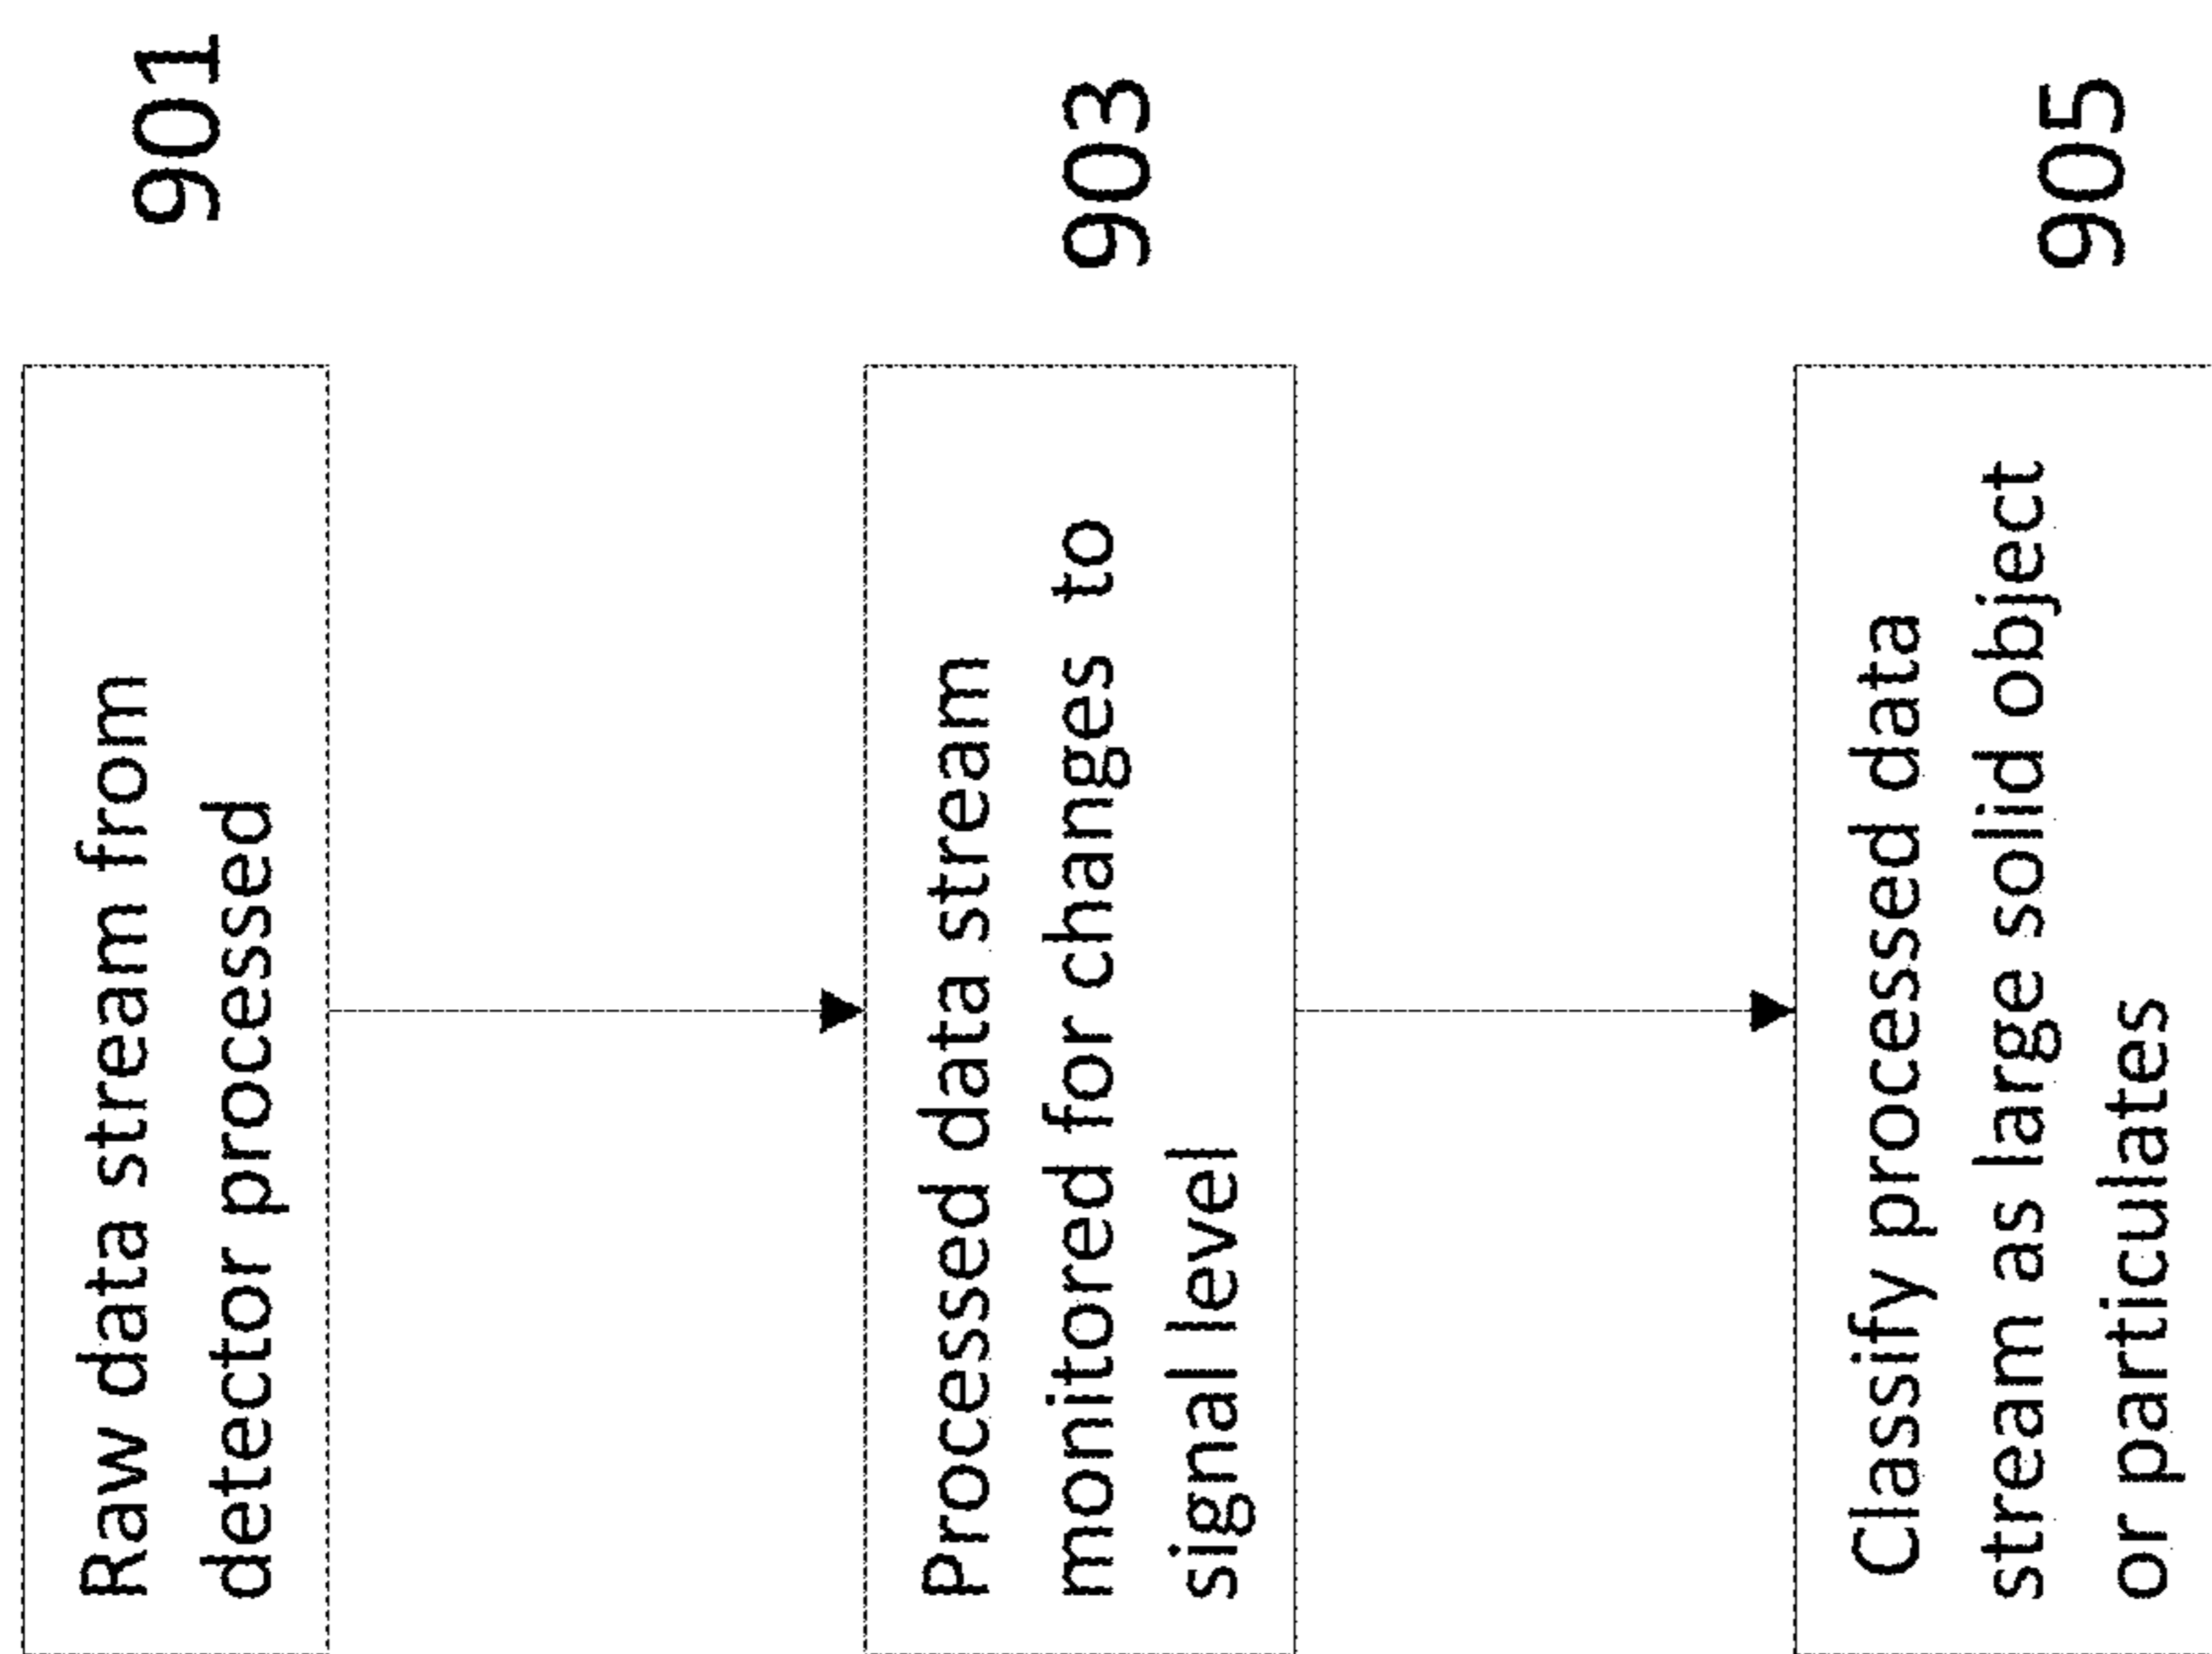 Raw data stream from
detector processed
901
Processed data stream
monitored for changes to
signal level
903
Classify processed data
stream as large solid object
or particulates
905